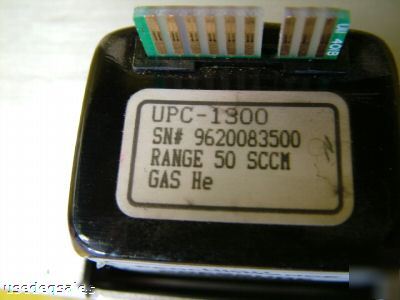 UPC-1300
SN# 9620083500
RANGE 50 SCCM
GAS He
usedeqsales